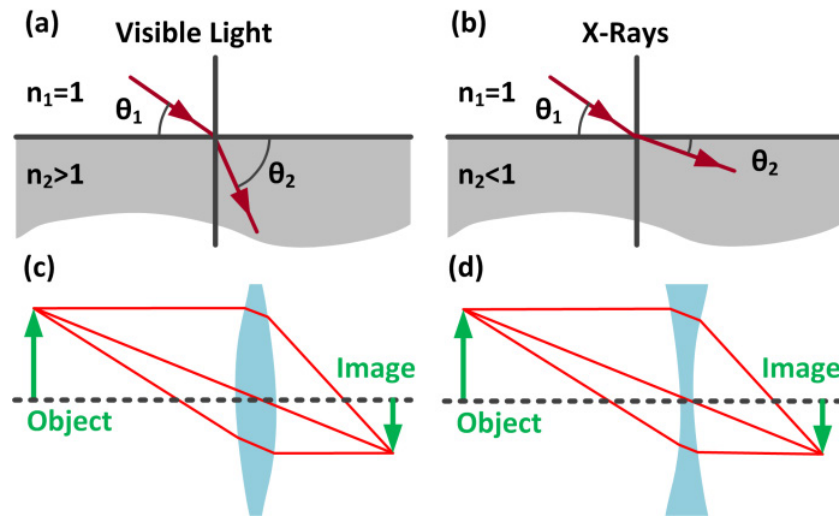 (a)
Visible Light
n₁=1
θ₁
n₂>1
θ₂
(b)
X-Rays
n₁=1
θ₁
n₂<1
θ₂
(c)
Object
Image
(d)
Object
Image